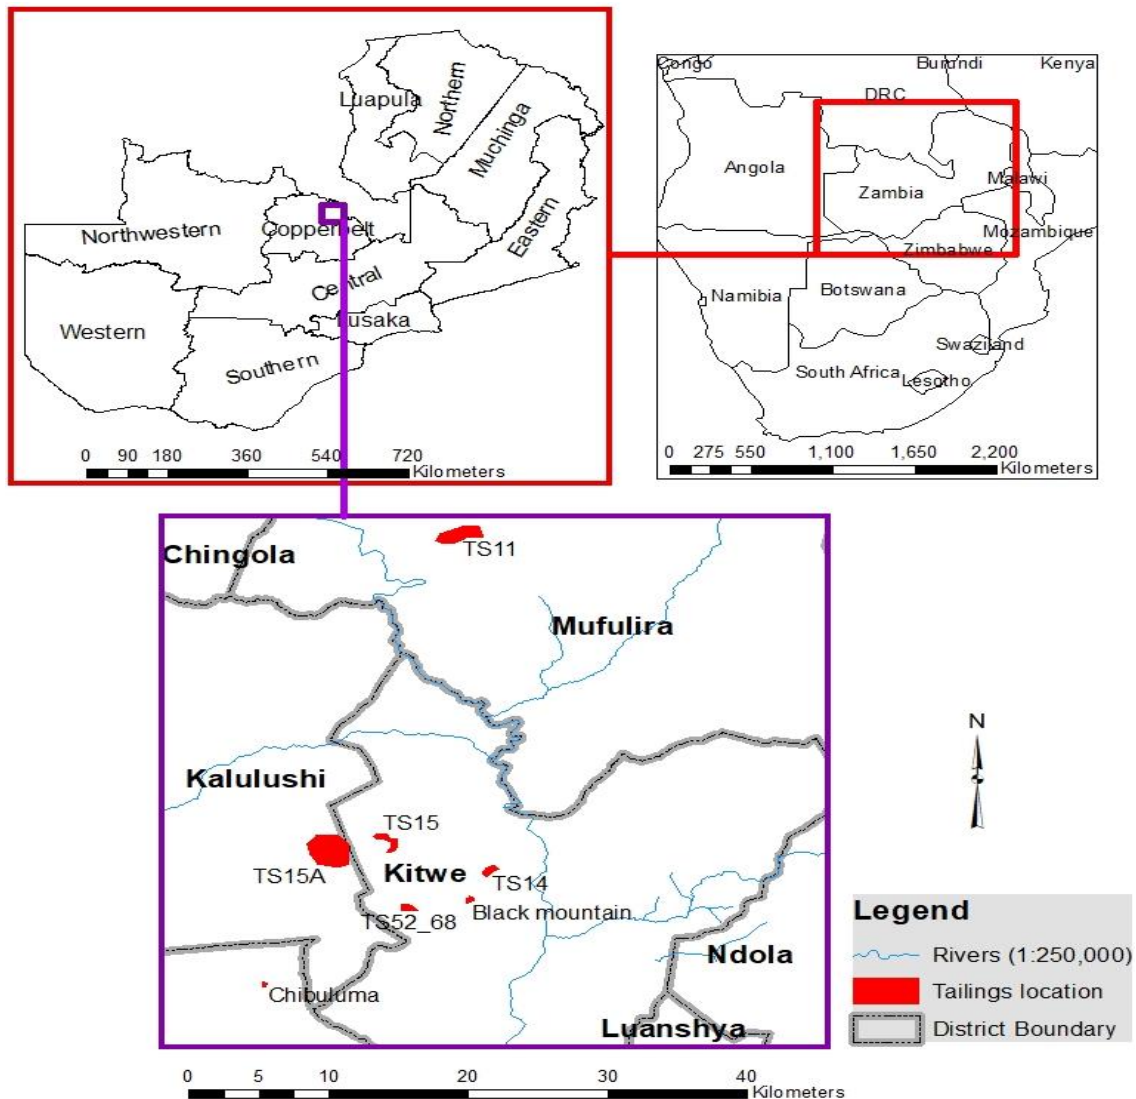 Luapula
Northern
Muchinga
Eastern
Northwestern
Copperbelt
Central
Lusaka
Western
Southern
0 90 180 360 540 720
Kilometers
Congo
Burundi
Kenya
DRC
Angola
Zambia
Malawi
Mozambique
Zimbabwe
Namibia
Botswana
Swaziland
South Africa
Lesotho
0 275 550 1,100 1,650 2,200
Kilometers
Chingola
TS11
Mufulira
Kalulushi
TS15
TS15A
Kitwe
TS14
TS52_68
Black mountain
Ndola
Chibuluma
Luanshya
0 5 10 20 30 40
Kilometers
N
Legend
Rivers (1:250,000)
Tailings location
District Boundary